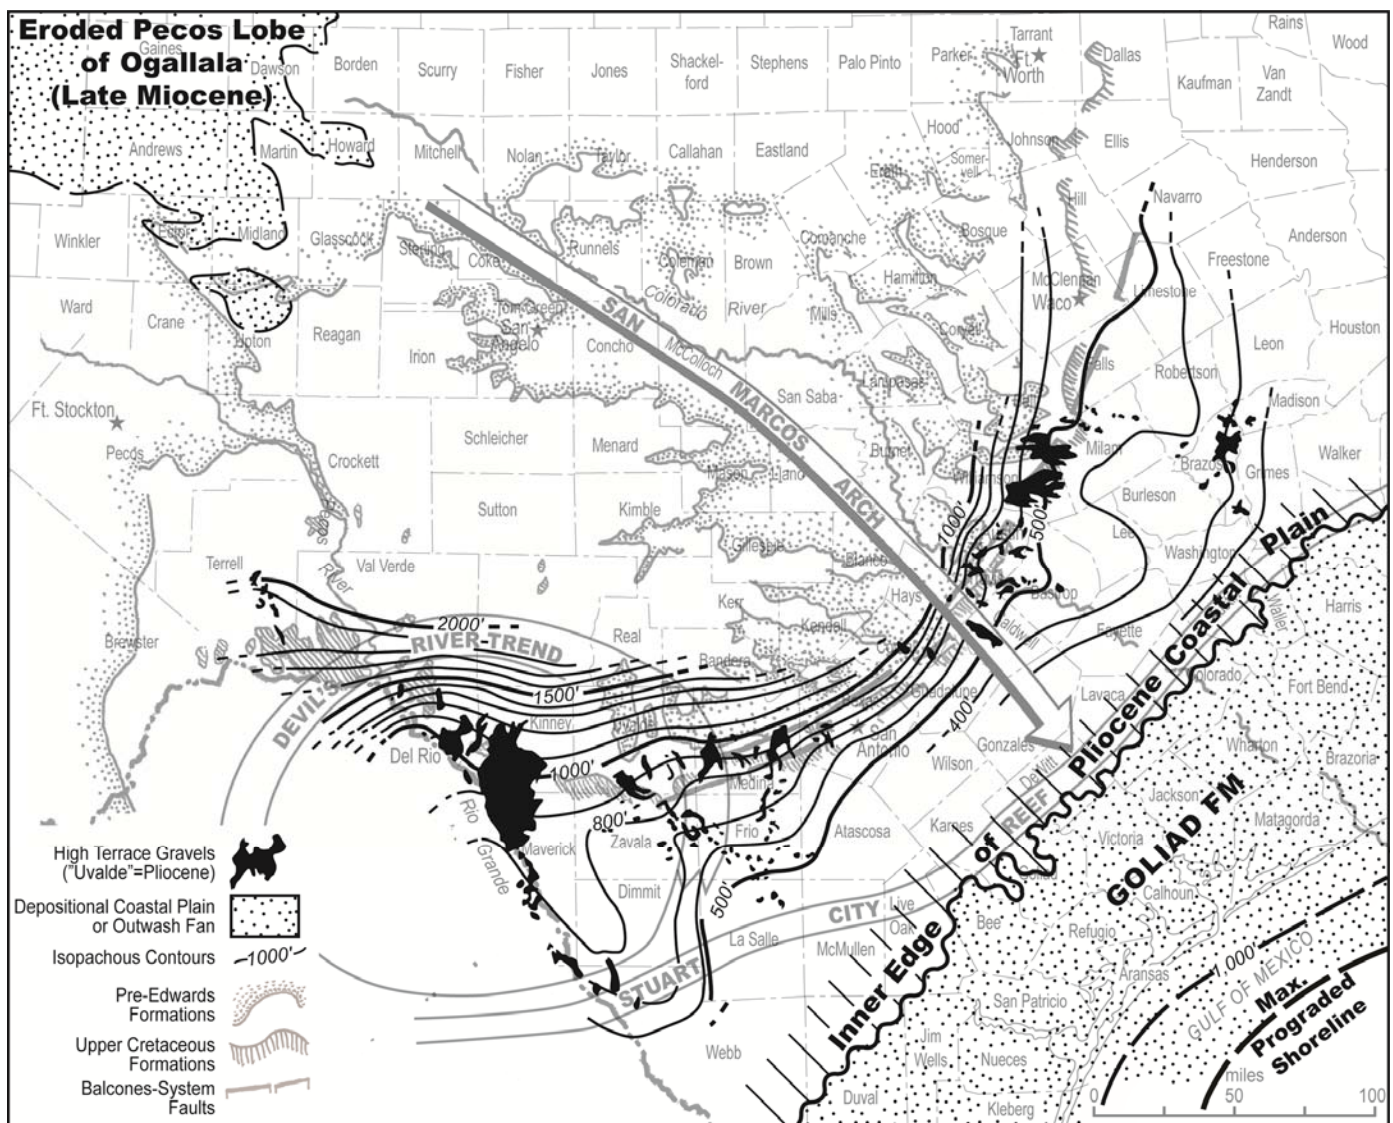 Eroded Pecos Lobe
of Ogallala
(Late Miocene)
Gaines
Dawson
Borden
Scurry
Fisher
Jones
Shackel-
ford
Stephens
Palo Pinto
Parker
Tarrant
Ft.
Worth
Dallas
Kaufman
Van
Zandt
Rains
Wood
Andrews
Martin
Howard
Mitchell
Nolan
Taylor
Callahan
Eastland
Erath
Hood
Somer-
vell
Johnson
Ellis
Henderson
Hill
Navarro
Winkler
Ector
Midland
Glasscock
Sterling
Coke
Runnels
Coleman
Brown
Comanche
Hamilton
Bosque
McClennan
Waco
Limestone
Freestone
Anderson
Ward
Crane
Upton
Reagan
Irion
Tom Green
San
Angelo
Concho
McColloch
Colorado
River
Mills
Coryell
Falls
Robertson
Leon
Houston
SAN
MARCOS
ARCH
San Saba
Lampasas
Bell
Madison
Ft. Stockton
Pecos
Crockett
Schleicher
Menard
Mason
Llano
Burnet
Williamson
Milam
Brazos
Grimes
Walker
Sutton
Kimble
Gillespie
Blanco
Burleson
Lee
Washington
1000'
500'
Terrell
Pecos
River
Val Verde
Kerr
Kendall
Hays
Bastrop
Caldwell
Fayette
Waller
Harris
Brewster
2000'
Real
DEVIL'S
RIVER TREND
Bandera
Guadalupe
Lavaca
Colorado
Fort Bend
1500'
Kinney
Uvalde
Del Rio
400'
San
Antonio
Gonzales
Wilson
DeWitt
Wharton
Brazoria
1000'
Medina
Rio
Grande
800'
Zavala
Frio
Atascosa
Karnes
Jackson
Matagorda
Victoria
Maverick
Dimmit
500'
La Salle
McMullen
Live
Oak
Bee
Goliad
Calhoun
Refugio
Aransas
San Patricio
STUART
CITY
REEF
Inner Edge of Pliocene Coastal Plain
GOLIAD FM
Webb
Duval
Jim
Wells
Nueces
Kleberg
1,000'
GULF OF MEXICO
Max.
Prograded
Shoreline
miles
0
50
100
High Terrace Gravels
("Uvalde"=Pliocene)
Depositional Coastal Plain
or Outwash Fan
Isopachous Contours
1000'
Pre-Edwards
Formations
Upper Cretaceous
Formations
Balcones-System
Faults